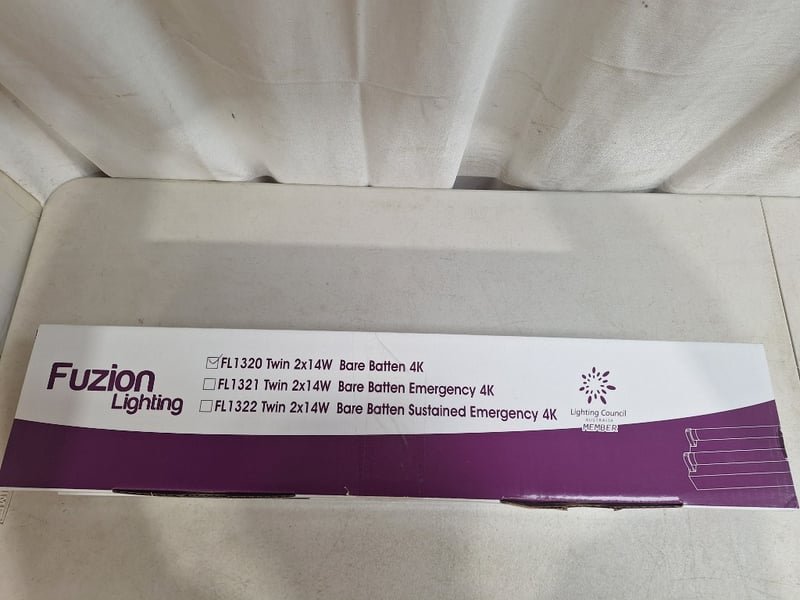 Fuzion
Lighting
FL1320 Twin 2x14W Bare Batten 4K
FL1321 Twin 2x14W Bare Batten Emergency 4K
FL1322 Twin 2x14W Bare Batten Sustained Emergency 4K
Lighting Council
AUSTRALIA
MEMBER